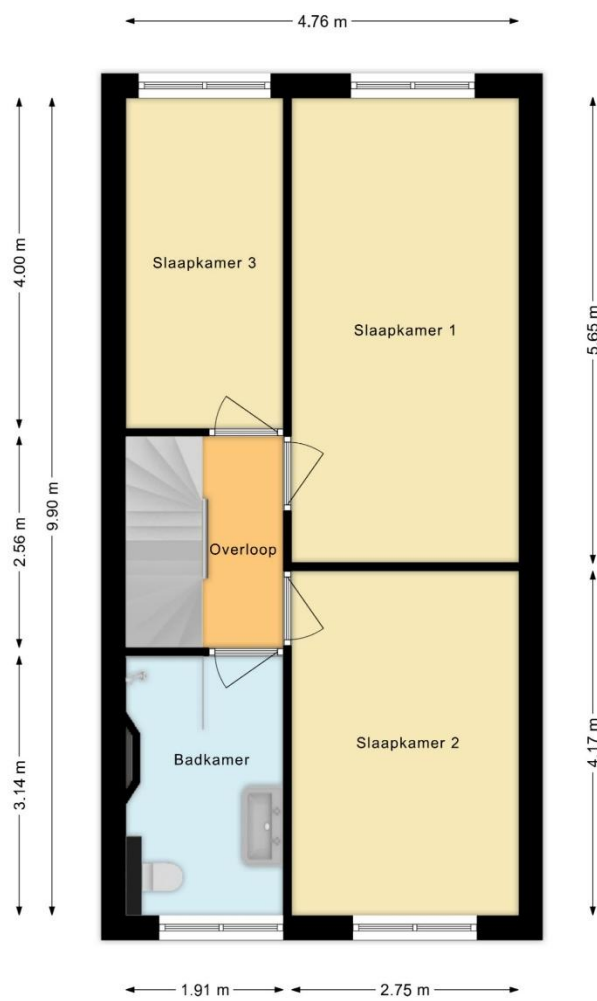 4.76 m
4.00 m
9.90 m
5.65 m
Slaapkamer 3
Slaapkamer 1
2.56 m
Overloop
3.14 m
4.17 m
Badkamer
Slaapkamer 2
1.91 m
2.75 m